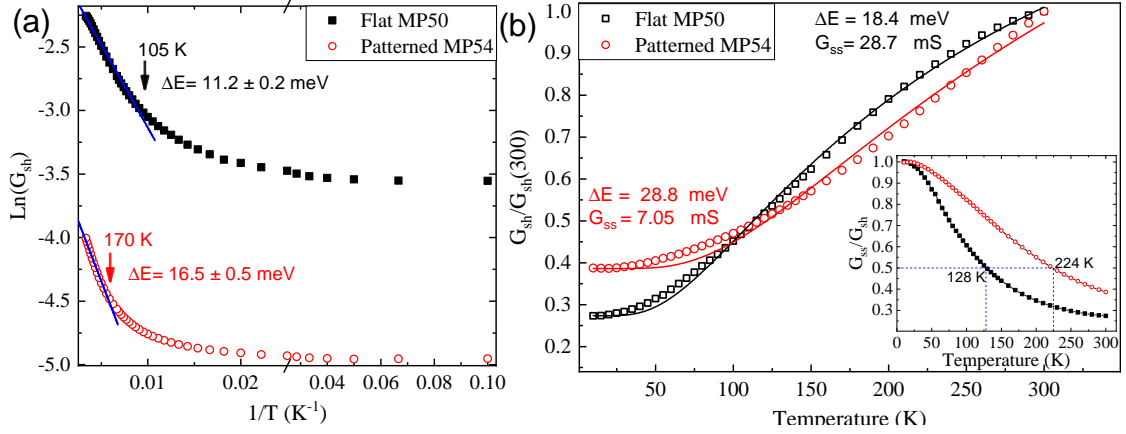 (a)
Flat MP50
Patterned MP54
105 K
ΔE= 11.2 ± 0.2 meV
170 K
ΔE= 16.5 ± 0.5 meV
Ln(G_sh)
-2.5
-3.0
-3.5
-4.0
-4.5
-5.0
0.01
0.02
0.04
0.06
0.08
0.10
1/T (K⁻¹)
(b)
Flat MP50
Patterned MP54
ΔE = 18.4 meV
G_ss= 28.7 mS
ΔE = 28.8 meV
G_ss= 7.05 mS
G_sh/G_sh(300)
1.0
0.9
0.8
0.7
0.6
0.5
0.4
0.3
0.2
50
100
150
200
250
300
Temperature (K)
G_ss/G_sh
1.0
0.9
0.8
0.7
0.6
0.5
0.4
0.3
128 K
224 K
0
50
100
150
200
250
300
Temperature (K)